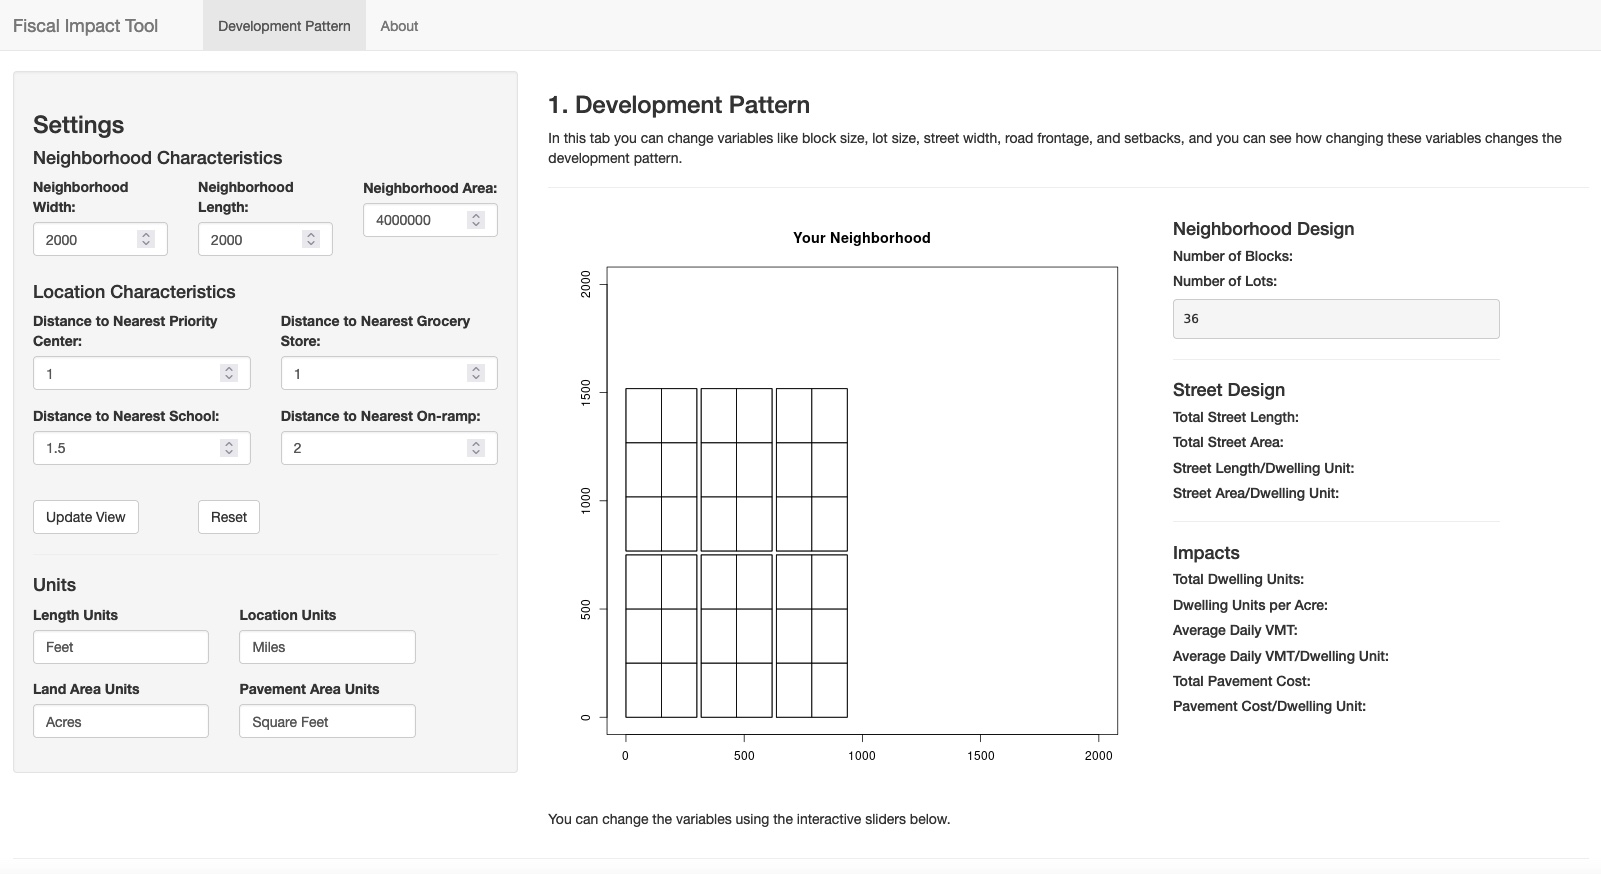 Fiscal Impact Tool
Development Pattern
About
Settings
Neighborhood Characteristics
Neighborhood
Width:
Neighborhood
Length:
Neighborhood Area:
2000
2000
4000000
Location Characteristics
Distance to Nearest Priority
Center:
Distance to Nearest Grocery
Store:
1
1
Distance to Nearest School:
Distance to Nearest On-ramp:
1.5
2
Update View
Reset
Units
Length Units
Location Units
Feet
Miles
Land Area Units
Pavement Area Units
Acres
Square Feet
1. Development Pattern
In this tab you can change variables like block size, lot size, street width, road frontage, and setbacks, and you can see how changing these variables changes the
development pattern.
Your Neighborhood
2000
1500
1000
500
0
0
500
1000
1500
2000
You can change the variables using the interactive sliders below.
Neighborhood Design
Number of Blocks:
Number of Lots:
36
Street Design
Total Street Length:
Total Street Area:
Street Length/Dwelling Unit:
Street Area/Dwelling Unit:
Impacts
Total Dwelling Units:
Dwelling Units per Acre:
Average Daily VMT:
Average Daily VMT/Dwelling Unit:
Total Pavement Cost:
Pavement Cost/Dwelling Unit: